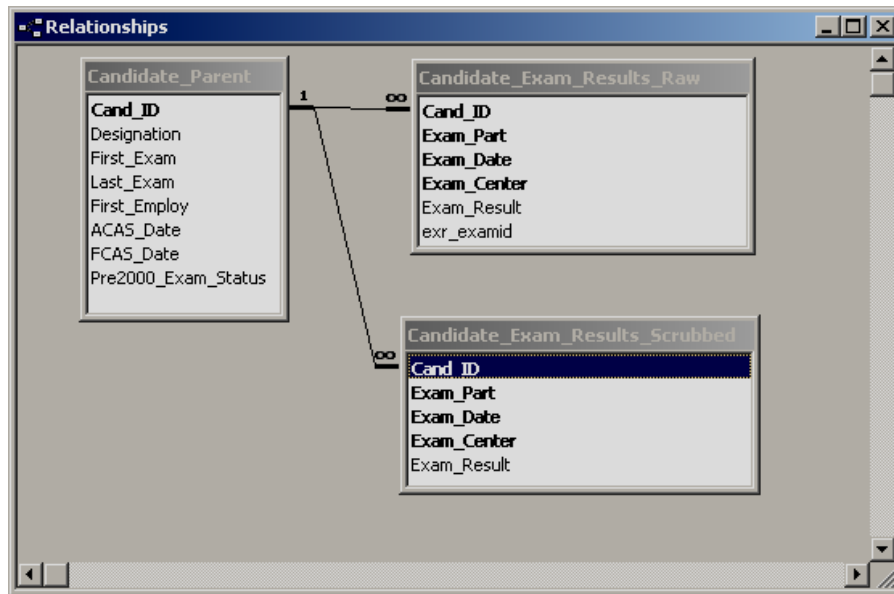 Relationships
Candidate_Parent
Cand_ID
Designation
First_Exam
Last_Exam
First_Employ
ACAS_Date
FCAS_Date
Pre2000_Exam_Status
1
∞
Candidate_Exam_Results_Raw
Cand_ID
Exam_Part
Exam_Date
Exam_Center
Exam_Result
exr_examid
∞
Candidate_Exam_Results_Scrubbed
Cand_ID
Exam_Part
Exam_Date
Exam_Center
Exam_Result